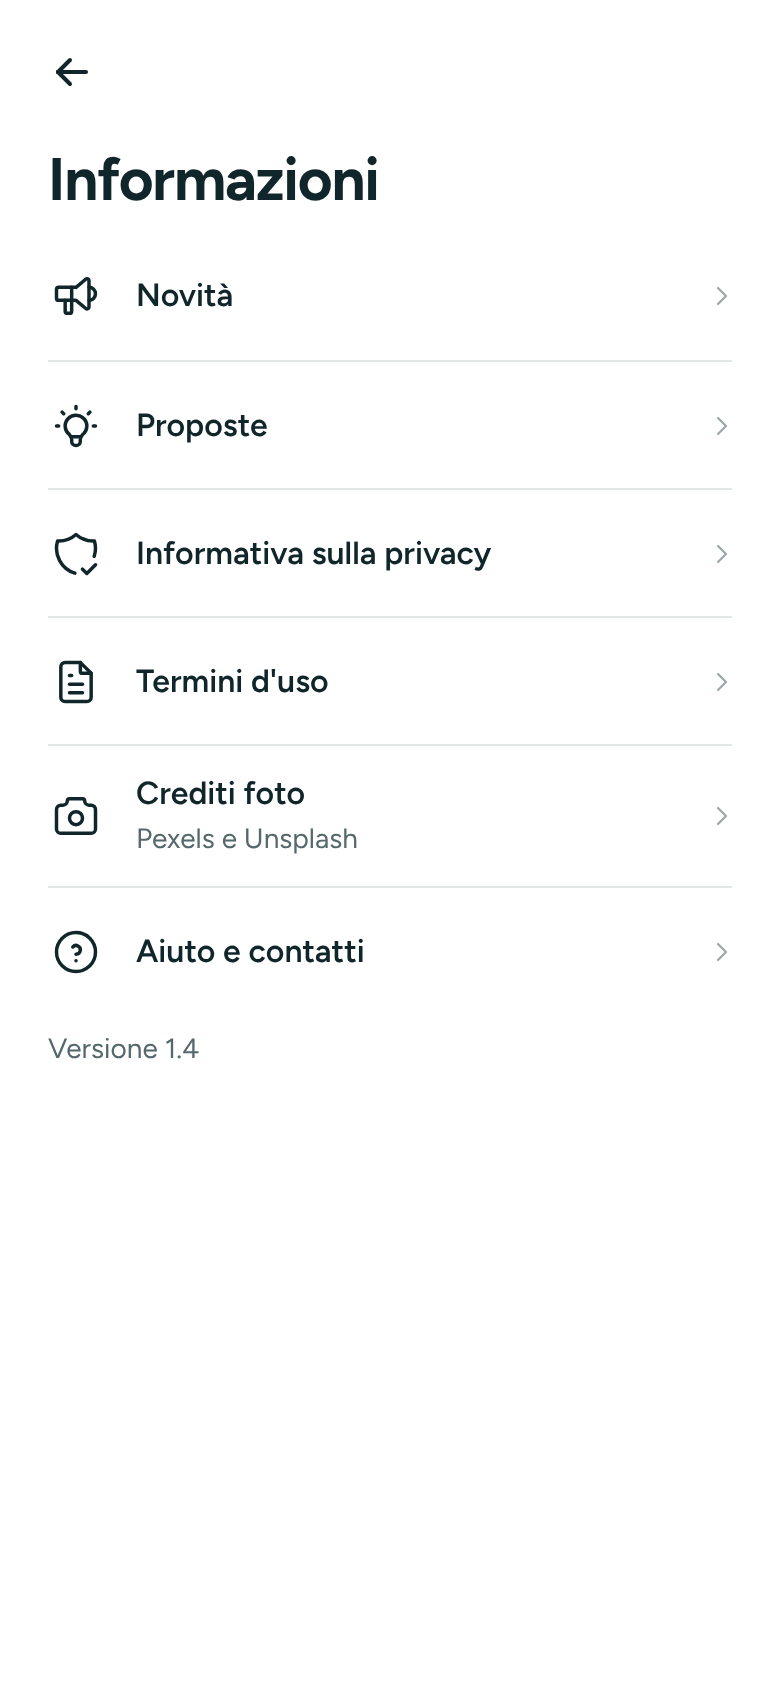 Informazioni
Novità
Proposte
Informativa sulla privacy
Termini d'uso
Crediti foto
Pexels e Unsplash
Aiuto e contatti
Versione 1.4